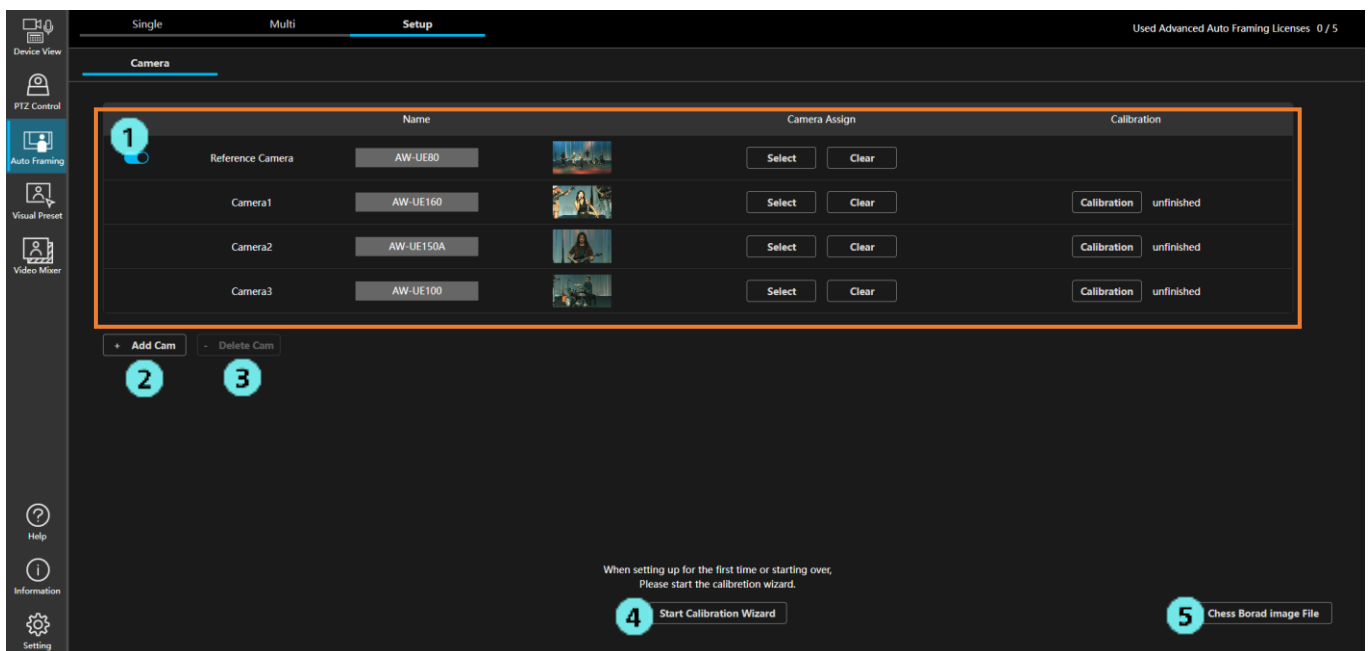 Single Multi Setup Used Advanced Auto Framing Licenses 0 / 5
Device View
Camera
PTZ Control
Name Camera Assign Calibration
1
Auto Framing
Reference Camera AW-UE80 Select Clear
Camera1 AW-UE160 Select Clear Calibration unfinished
Visual Preset
Camera2 AW-UE150A Select Clear Calibration unfinished
Video Mixer
Camera3 AW-UE100 Select Clear Calibration unfinished
+ Add Cam - Delete Cam
2 3
Help
When setting up for the first time or starting over,
Please start the calibretion wizard.
Information
4 Start Calibration Wizard 5 Chess Borad image File
Setting